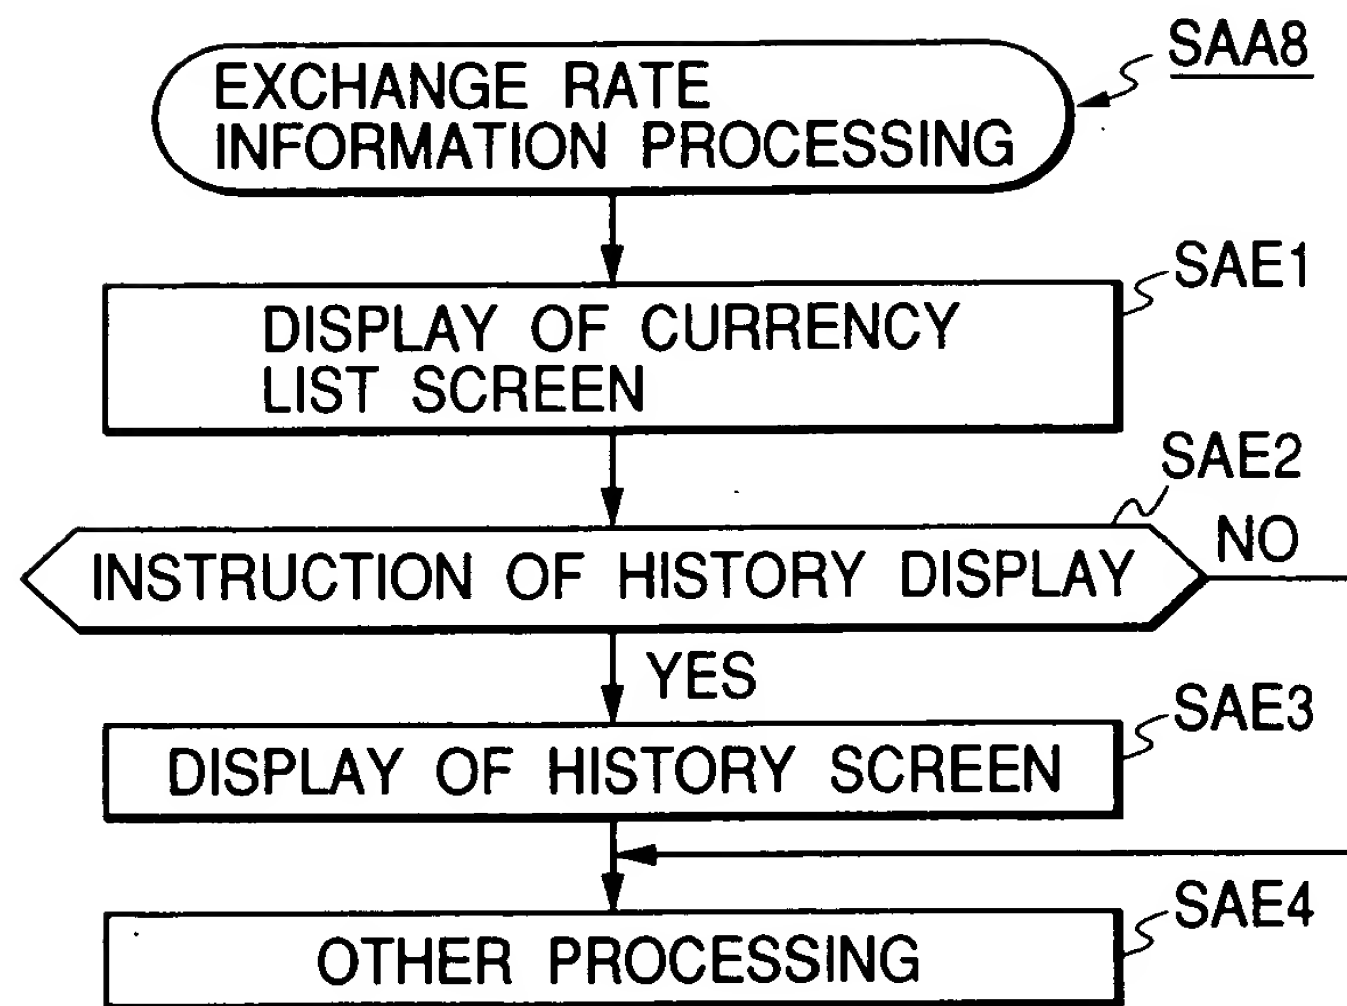 SAA8
EXCHANGE RATE
INFORMATION PROCESSING
SAE1
DISPLAY OF CURRENCY
LIST SCREEN
SAE2
INSTRUCTION OF HISTORY DISPLAY
NO
YES
SAE3
DISPLAY OF HISTORY SCREEN
SAE4
OTHER PROCESSING